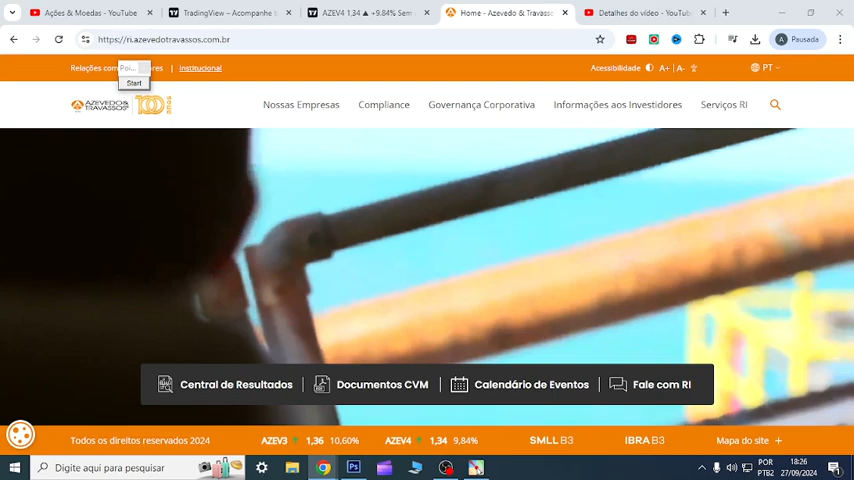 Ações & Moedas - YouTube
TradingView – Acompanhe t
AZEV4 1,34 ▲ +9.84% Sem
Home - Azevedo & Travasso
Detalhes do vídeo - YouTube
https://ri.azevedotravassos.com.br
A Pausada
Relações com
res | Institucional
Acessibilidade A+ A- PT
Start
AZEVEDO & TRAVASSOS 100 anos
Nossas Empresas Compliance Governança Corporativa Informações aos Investidores Serviços RI
Central de Resultados Documentos CVM Calendário de Eventos Fale com RI
Todos os direitos reservados 2024 AZEV3 1,36 10,60% AZEV4 1,34 9,84% SMLL B3 IBRA B3 Mapa do site +
Digite aqui para pesquisar
POR 18:26
PTB2 27/09/2024